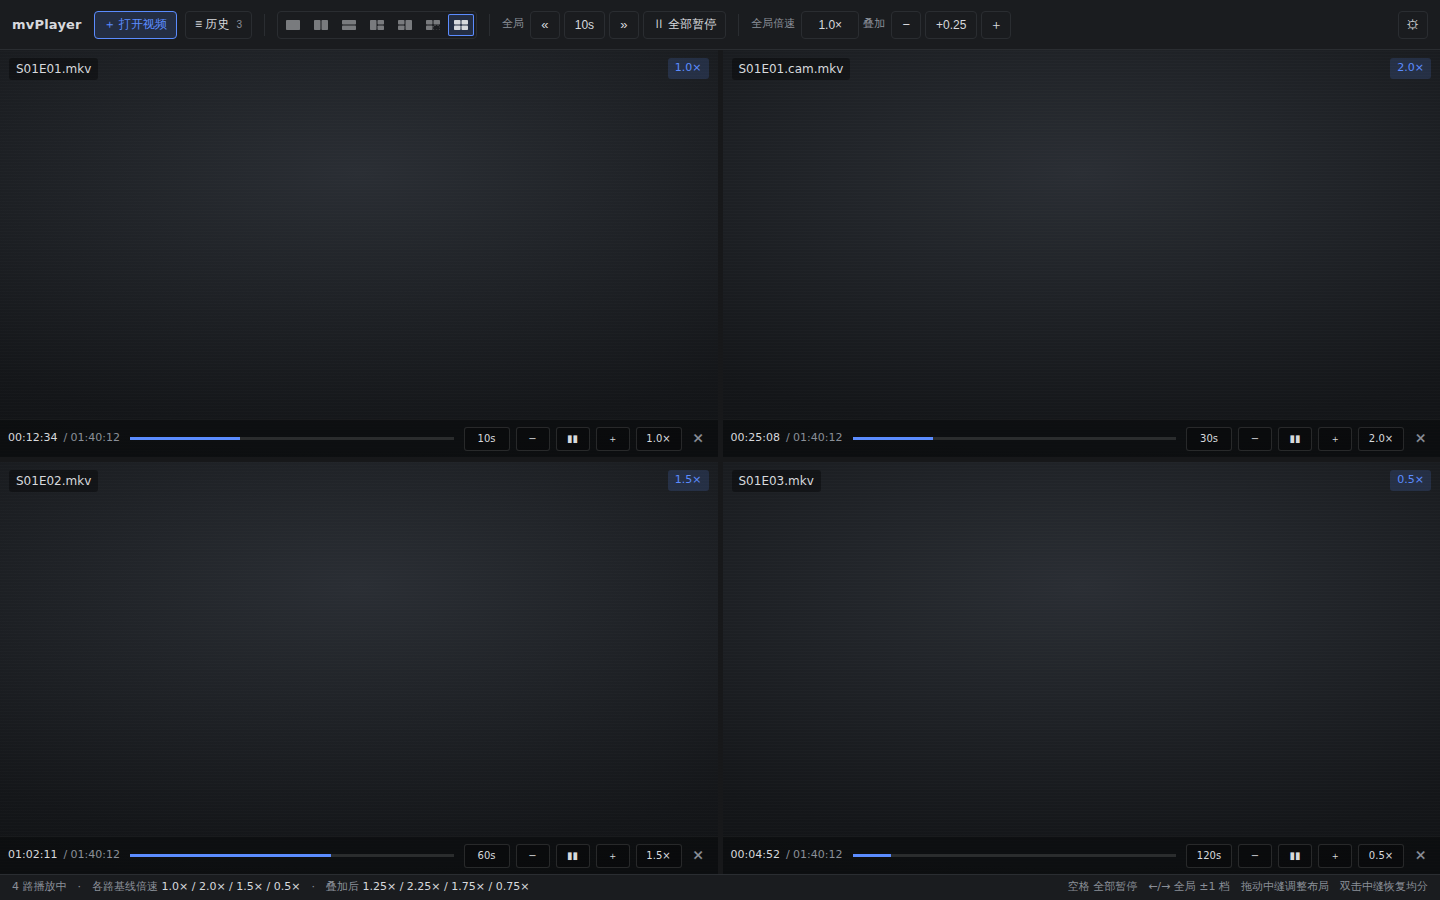 mvPlayer + 打开视频 ≡ 历史 3 全局 « 10s » II 全部暂停 全局倍速 1.0× 叠加 − +0.25 +
S01E01.mkv 1.0×
S01E01.cam.mkv 2.0×
00:12:34 / 01:40:12 10s − + 1.0× ×
00:25:08 / 01:40:12 30s − + 2.0× ×
S01E02.mkv 1.5×
S01E03.mkv 0.5×
01:02:11 / 01:40:12 60s − + 1.5× ×
00:04:52 / 01:40:12 120s − + 0.5× ×
4 路播放中 · 各路基线倍速 1.0× / 2.0× / 1.5× / 0.5× · 叠加后 1.25× / 2.25× / 1.75× / 0.75× 空格 全部暂停 ←/→ 全局 ±1 档 拖动中缝调整布局 双击中缝恢复均分